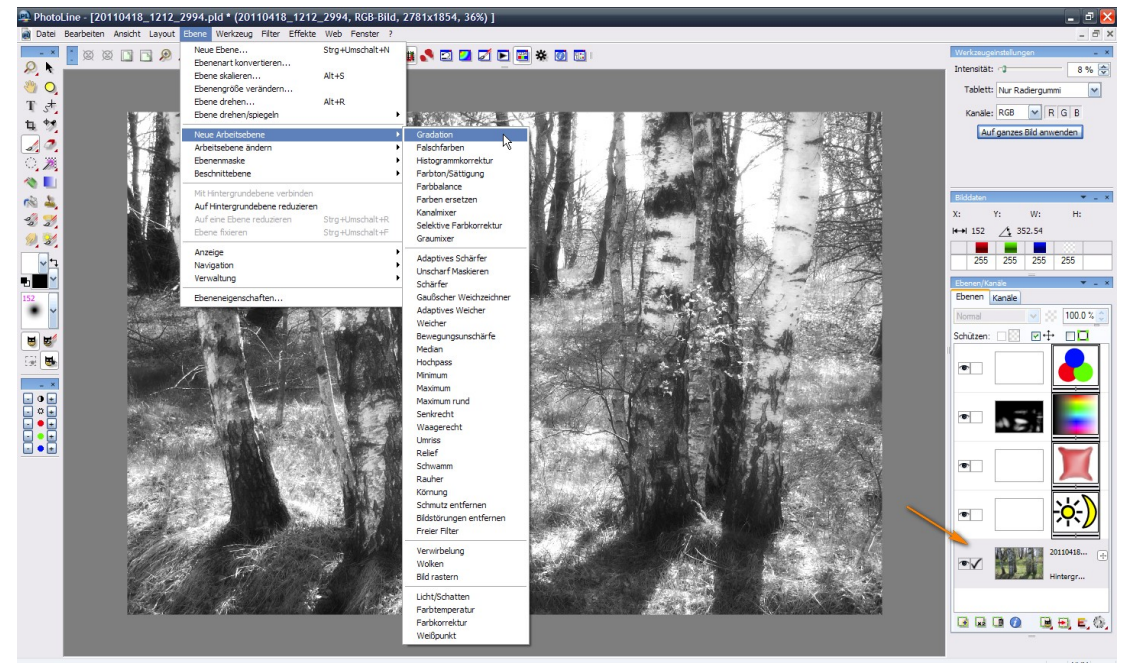 PhotoLine - [20110418_1212_2994.pld * (20110418_1212_2994, RGB-Bild, 2781x1854, 36%) ]
Datei Bearbeiten Ansicht Layout Ebene Werkzeug Filter Effekte Web Fenster ?
Neue Ebene... Strg+Umschalt+N
Ebenenart konvertieren...
Ebene skalieren... Alt+S
Ebenengröße verändern...
Ebene drehen... Alt+R
Ebene drehen/spiegeln
Neue Arbeitsebene
Arbeitsebene ändern
Ebenenmaske
Beschnittebene
Mit Hintergrundebene verbinden
Auf Hintergrundebene reduzieren
Auf eine Ebene reduzieren Strg+Umschalt+R
Ebene fixieren Strg+Umschalt+F
Anzeige
Navigation
Verwaltung
Ebeneneigenschaften...
Gradation
Falschfarben
Histogrammkorrektur
Farbton/Sättigung
Farbbalance
Farben ersetzen
Kanalmixer
Selektive Farbkorrektur
Graumixer
Adaptives Schärfer
Unscharf Maskieren
Schärfer
Gaußscher Weichzeichner
Adaptives Weicher
Weicher
Bewegungsunschärfe
Median
Hochpass
Minimum
Maximum
Maximum rund
Senkrecht
Waagerecht
Umriss
Relief
Schwamm
Rauher
Körnung
Schmutz entfernen
Bildstörungen entfernen
Freier Filter
Verwirbelung
Wolken
Bild rastern
Licht/Schatten
Farbtemperatur
Farbkorrektur
Weißpunkt
152
Werkzeugeinstellungen
Intensität: 8 %
Tablett: Nur Radiergummi
Kanäle: RGB R G B
Auf ganzes Bild anwenden
Bilddaten
X: Y: W: H:
152 352.54
255 255 255 255
Ebenen/Kanäle
Ebenen Kanäle
Normal 100.0 %
Schützen:
20110418...
Hintergr...